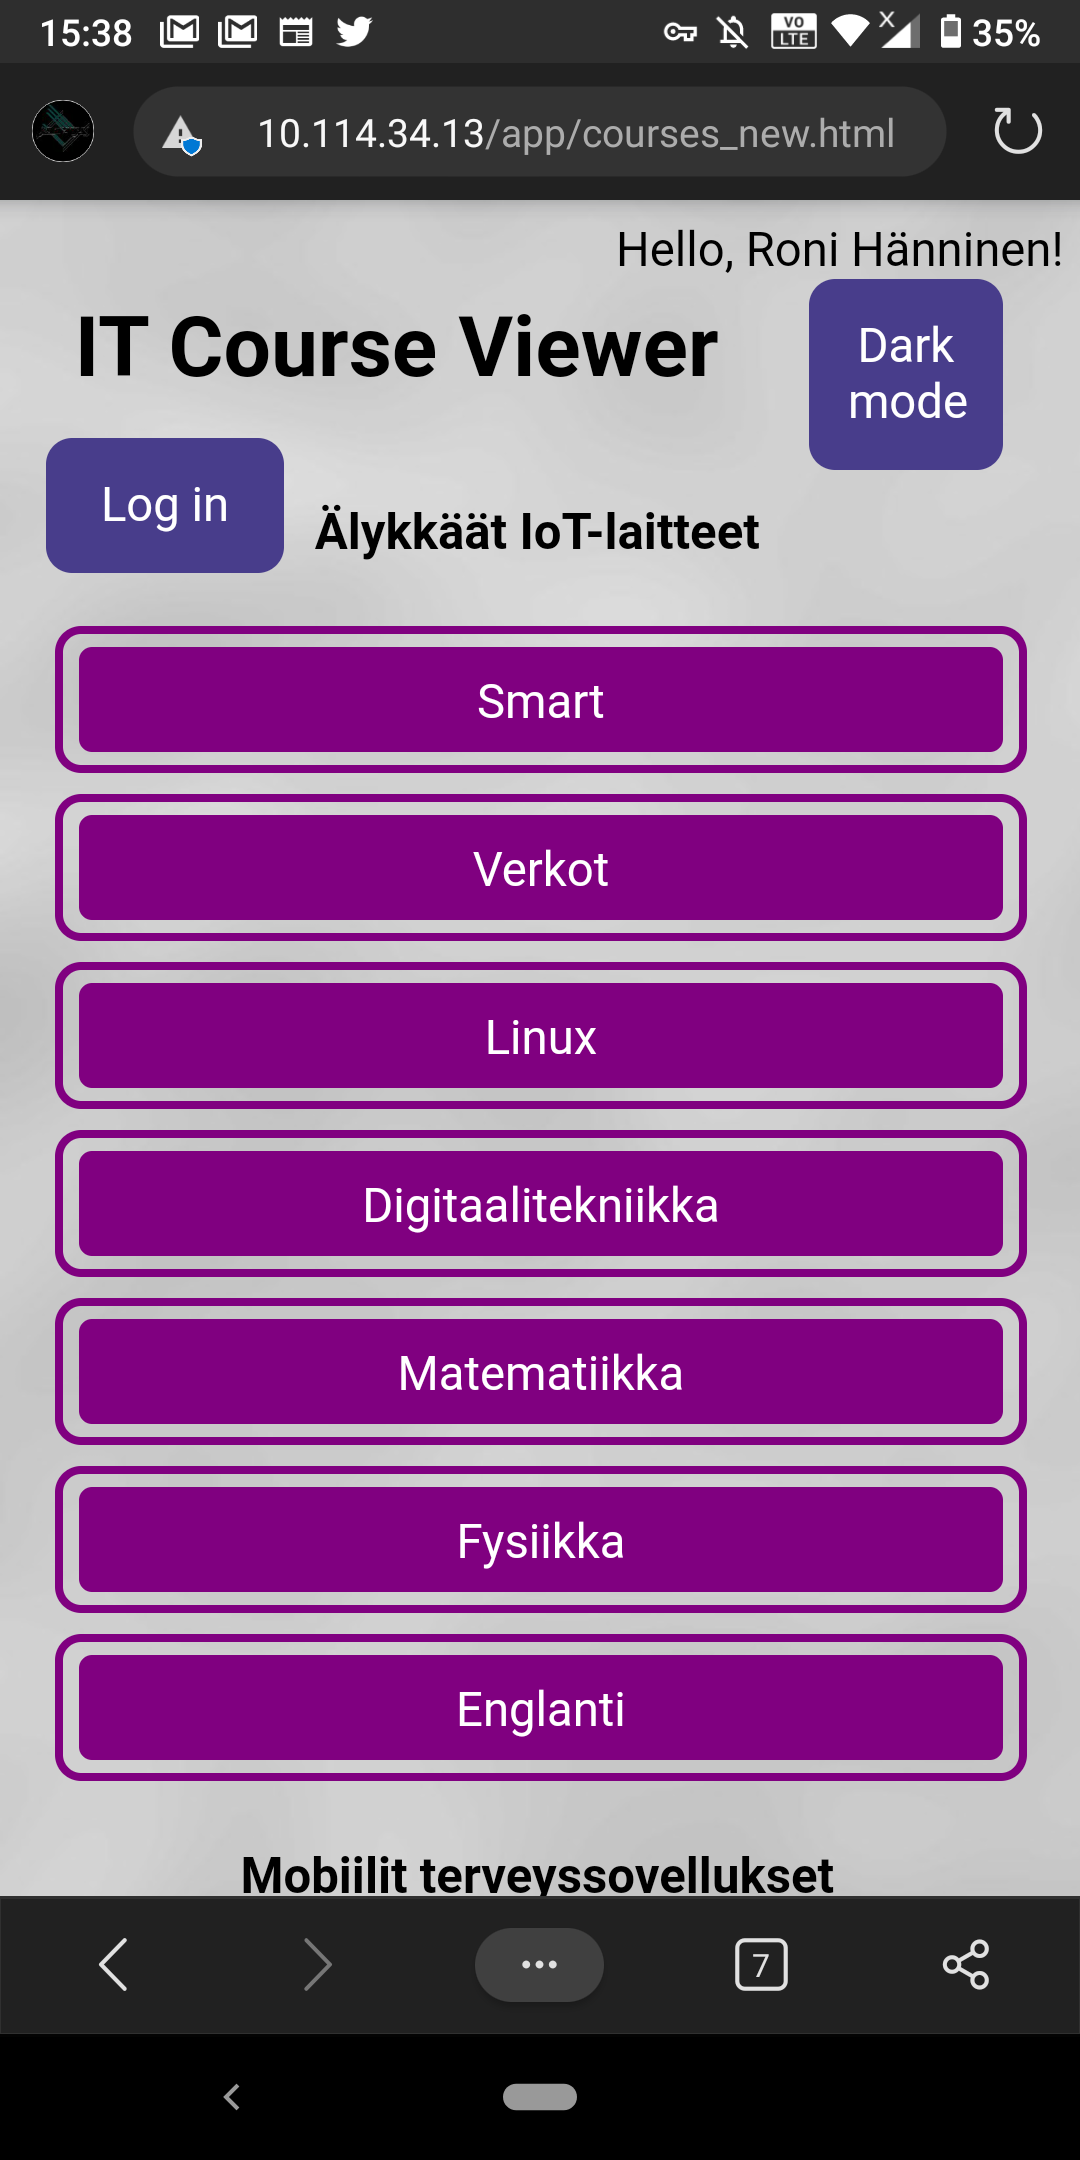 15:38
VO LTE
35%
10.114.34.13/app/courses_new.html
Hello, Roni Hänninen!
IT Course Viewer
Dark
mode
Log in
Älykkäät IoT-laitteet
Smart
Verkot
Linux
Digitaalitekniikka
Matematiikka
Fysiikka
Englanti
Mobiilit terveyssovellukset
7